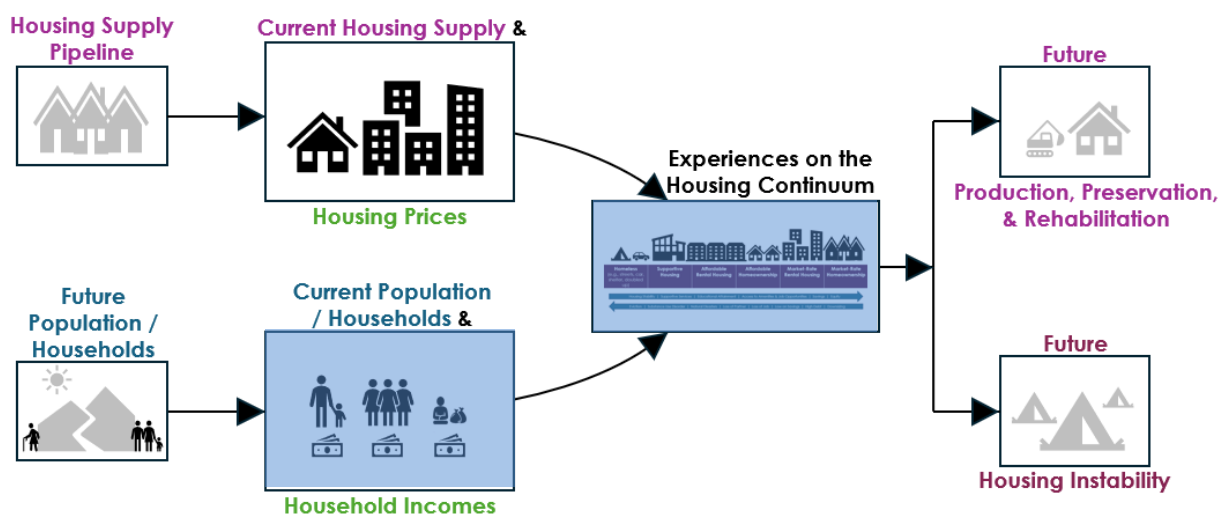 Housing Supply
Pipeline
Current Housing Supply &
Housing Prices
Future
Population /
Households
Current Population
/ Households &
Household Incomes
Experiences on the
Housing Continuum
Homeless
Supportive
Housing
Affordable
Rental Housing
Affordable
Homeownership
Market Rate
Rental Housing
Market Rate
Homeownership
Future
Production, Preservation,
& Rehabilitation
Future
Housing Instability